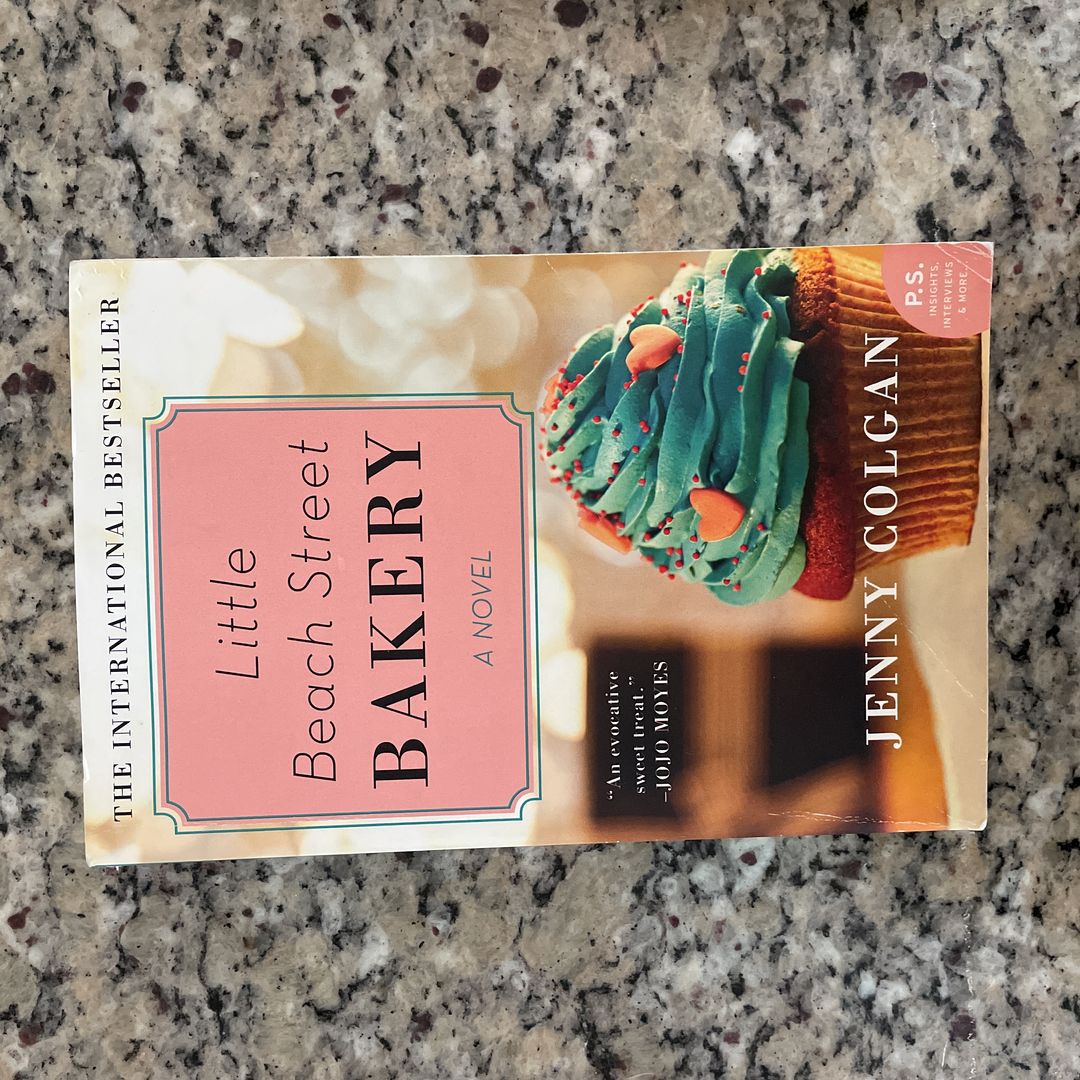 THE INTERNATIONAL BESTSELLER
Little
Beach Street
BAKERY
A NOVEL
“An evocative
sweet treat.”
–JOJO MOYES
JENNY COLGAN
P.S.
INSIGHTS,
INTERVIEWS
& MORE...